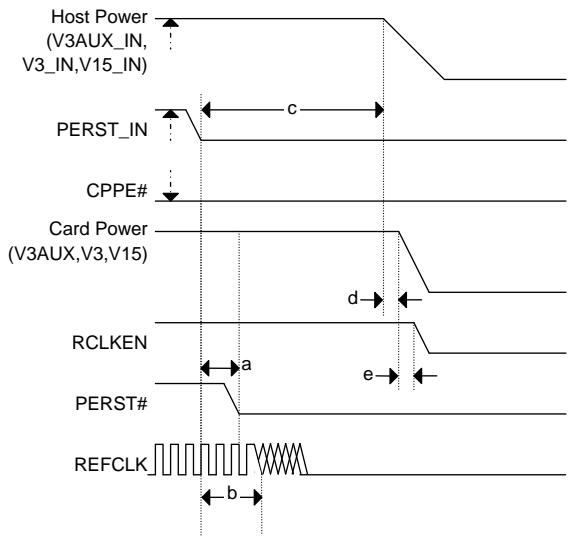 Host Power
(V3AUX_IN,
V3_IN,V15_IN)
c
PERST_IN
CPPE#
Card Power
(V3AUX,V3,V15)
d
RCLKEN
a
e
PERST#
REFCLK
b